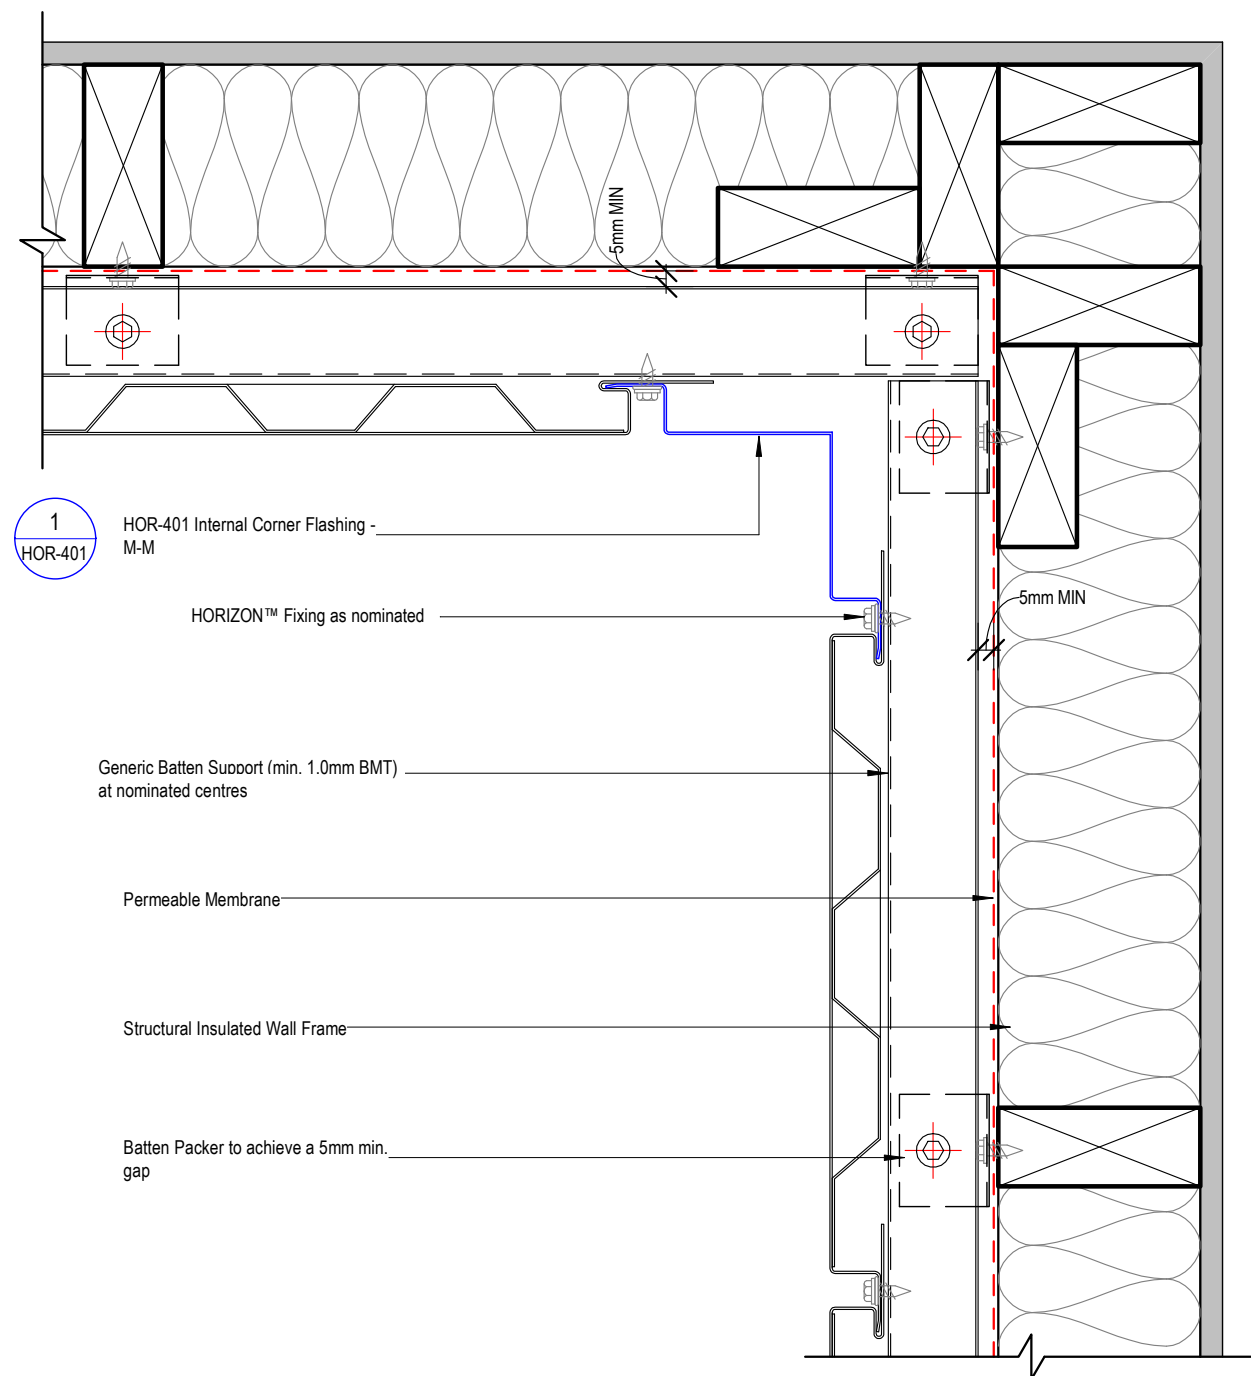 5mm MIN
1
HOR-401
HOR-401 Internal Corner Flashing -
M-M
HORIZON™ Fixing as nominated
5mm MIN
Generic Batten Support (min. 1.0mm BMT)
at nominated centres
Permeable Membrane
Structural Insulated Wall Frame
Batten Packer to achieve a 5mm min.
gap